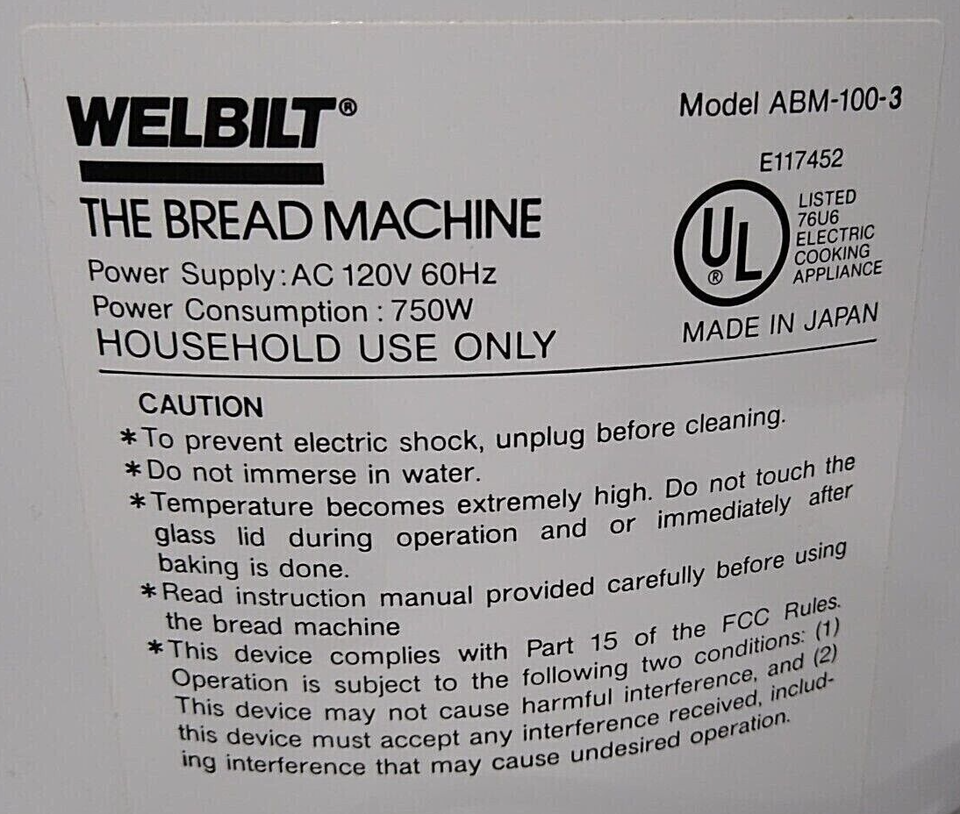 WELBILT®
Model ABM-100-3
E117452
THE BREAD MACHINE
UL ®
LISTED
76U6
ELECTRIC
COOKING
APPLIANCE
Power Supply: AC 120V 60Hz
Power Consumption : 750W
MADE IN JAPAN
HOUSEHOLD USE ONLY
CAUTION
*To prevent electric shock, unplug before cleaning.
*Do not immerse in water.
*Temperature becomes extremely high. Do not touch the
glass lid during operation and or immediately after
baking is done.
*Read instruction manual provided carefully before using
the bread machine
*This device complies with Part 15 of the FCC Rules.
Operation is subject to the following two conditions: (1)
This device may not cause harmful interference, and (2)
this device must accept any interference received, includ-
ing interference that may cause undesired operation.